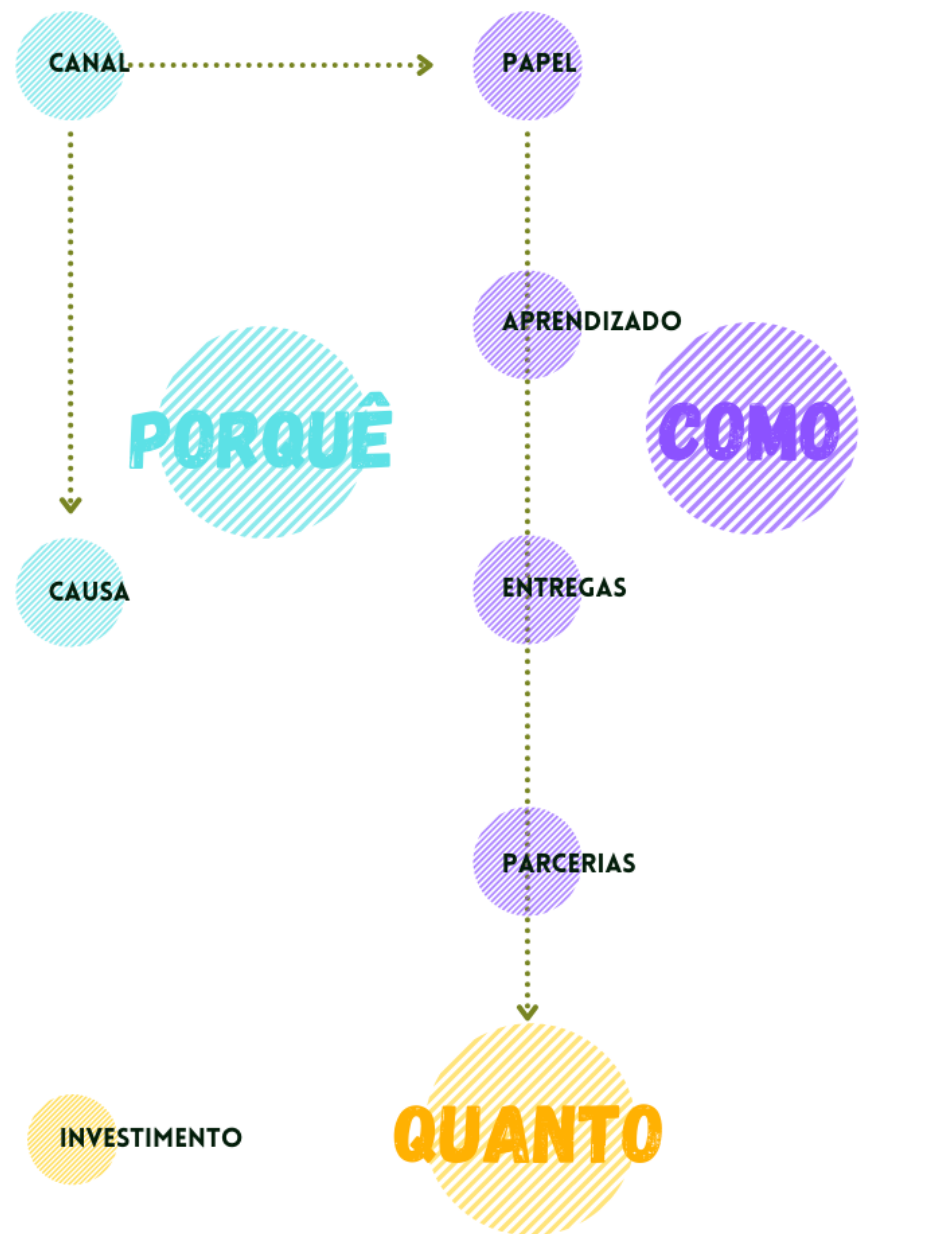 CANAL
PAPEL
APRENDIZADO
PORQUÊ
COMO
CAUSA
ENTREGAS
PARCERIAS
INVESTIMENTO
QUANTO